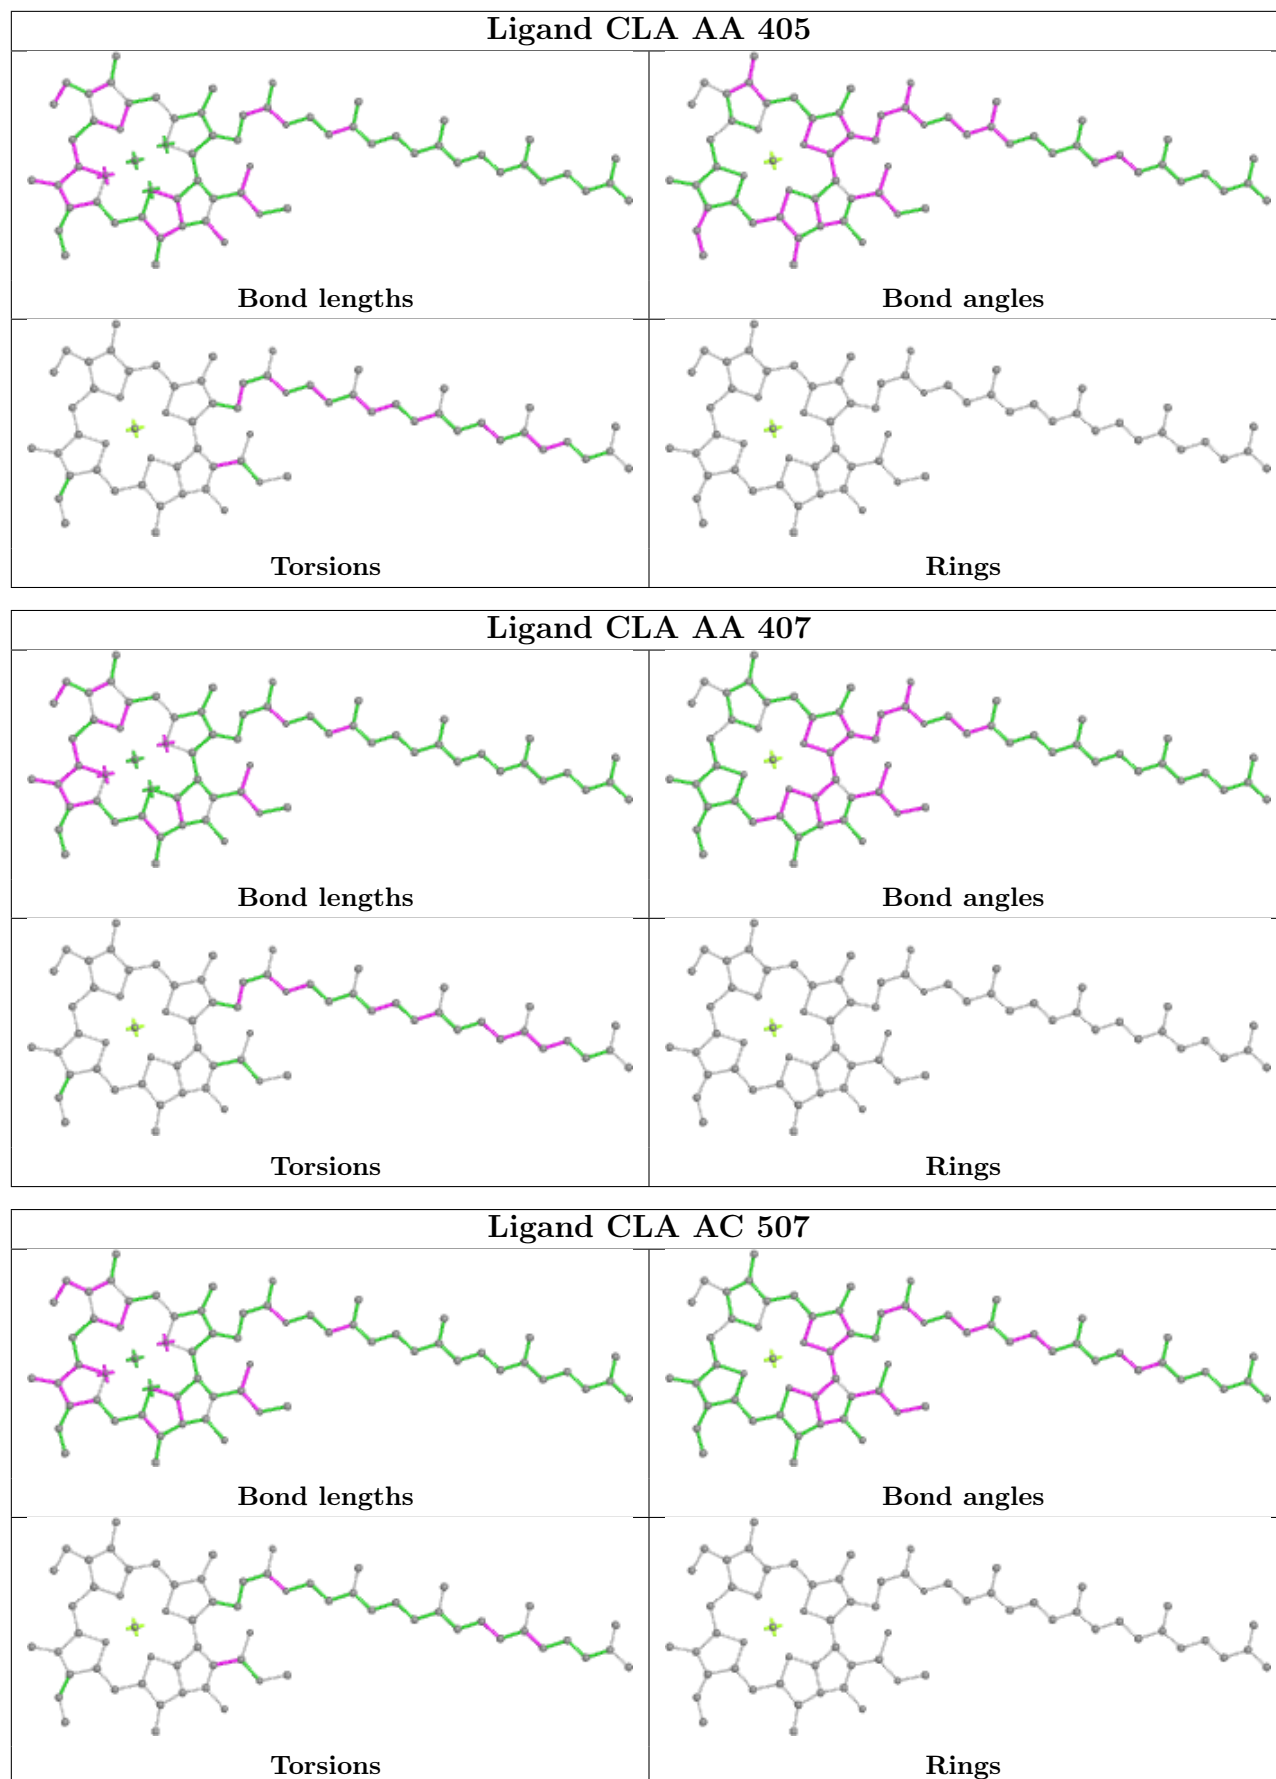 Ligand CLA AA 405
Bond lengths
Bond angles
Torsions
Rings
Ligand CLA AA 407
Bond lengths
Bond angles
Torsions
Rings
Ligand CLA AC 507
Bond lengths
Bond angles
Torsions
Rings